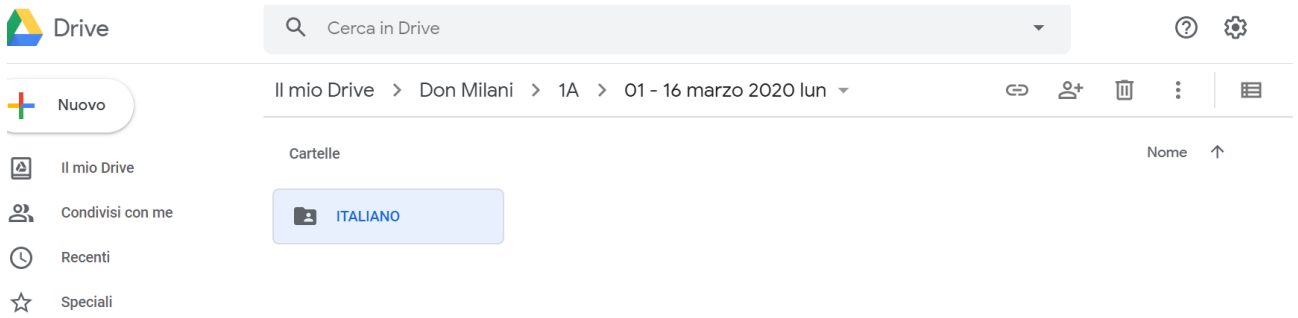 Drive
Cerca in Drive
Nuovo
Il mio Drive > Don Milani > 1A > 01 - 16 marzo 2020 lun
Cartelle
Nome
ITALIANO
Il mio Drive
Condivisi con me
Recenti
Speciali